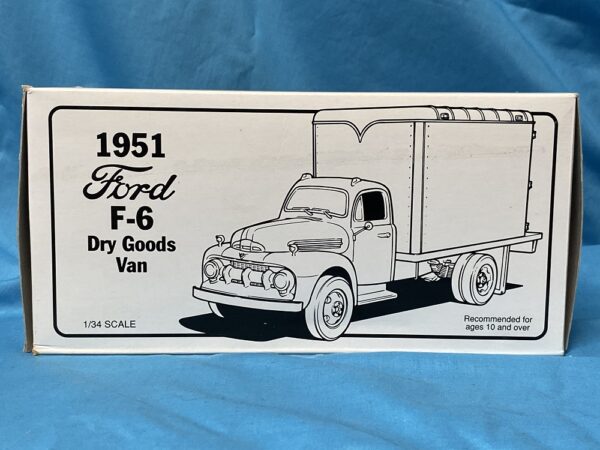 1951
Ford
F-6
Dry Goods
Van
1/34 SCALE
Recommended for
ages 10 and over